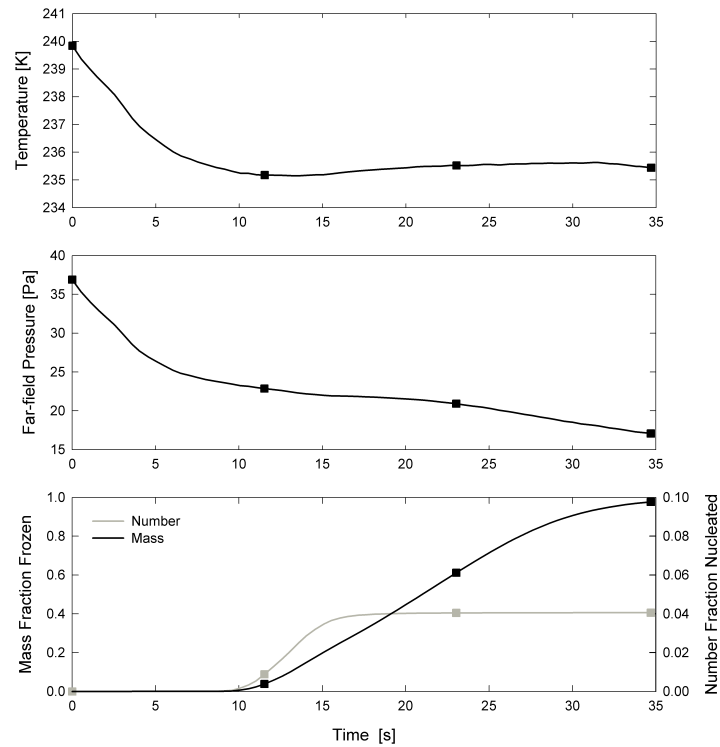 241
240
239
238
237
236
235
234
Temperature [K]
0 5 10 15 20 25 30 35
40
35
30
25
20
15
Far-field Pressure [Pa]
0 5 10 15 20 25 30 35
1.0
0.8
0.6
0.4
0.2
0.0
Mass Fraction Frozen
Number
Mass
0.10
0.08
0.06
0.04
0.02
0.00
Number Fraction Nucleated
0 5 10 15 20 25 30 35
Time [s]